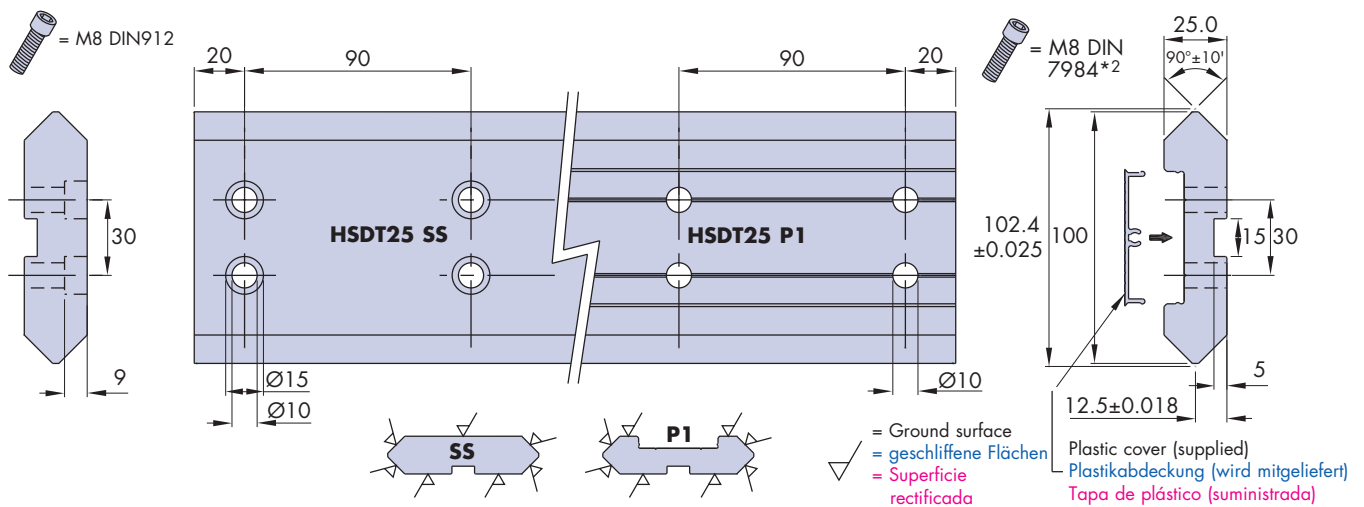 = M8 DIN912
20
90
90
20
= M8 DIN
7984*2
25.0
90°±10'
30
HSDT25 SS
HSDT25 P1
102.4
±0.025
100
15
30
9
Ø15
Ø10
Ø10
5
12.5±0.018
SS
P1
= Ground surface
= geschliffene Flächen
= Superficie
rectificada
Plastic cover (supplied)
Plastikabdeckung (wird mitgeliefert)
Tapa de plástico (suministrada)